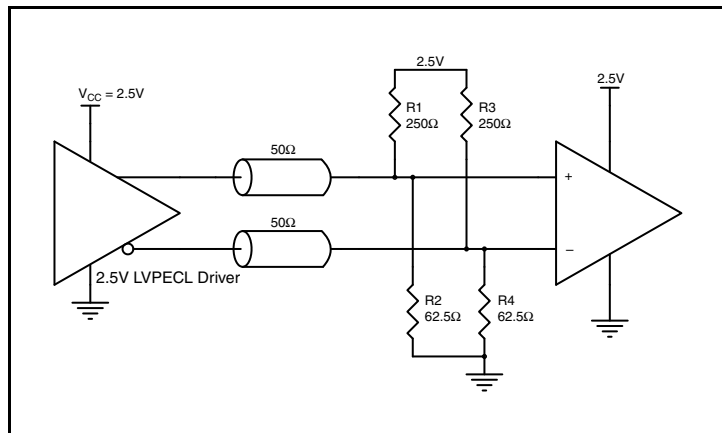 2.5V
V_CC = 2.5V
2.5V
R1
250Ω
R3
250Ω
50Ω
+
50Ω
–
2.5V LVPECL Driver
R2
62.5Ω
R4
62.5Ω